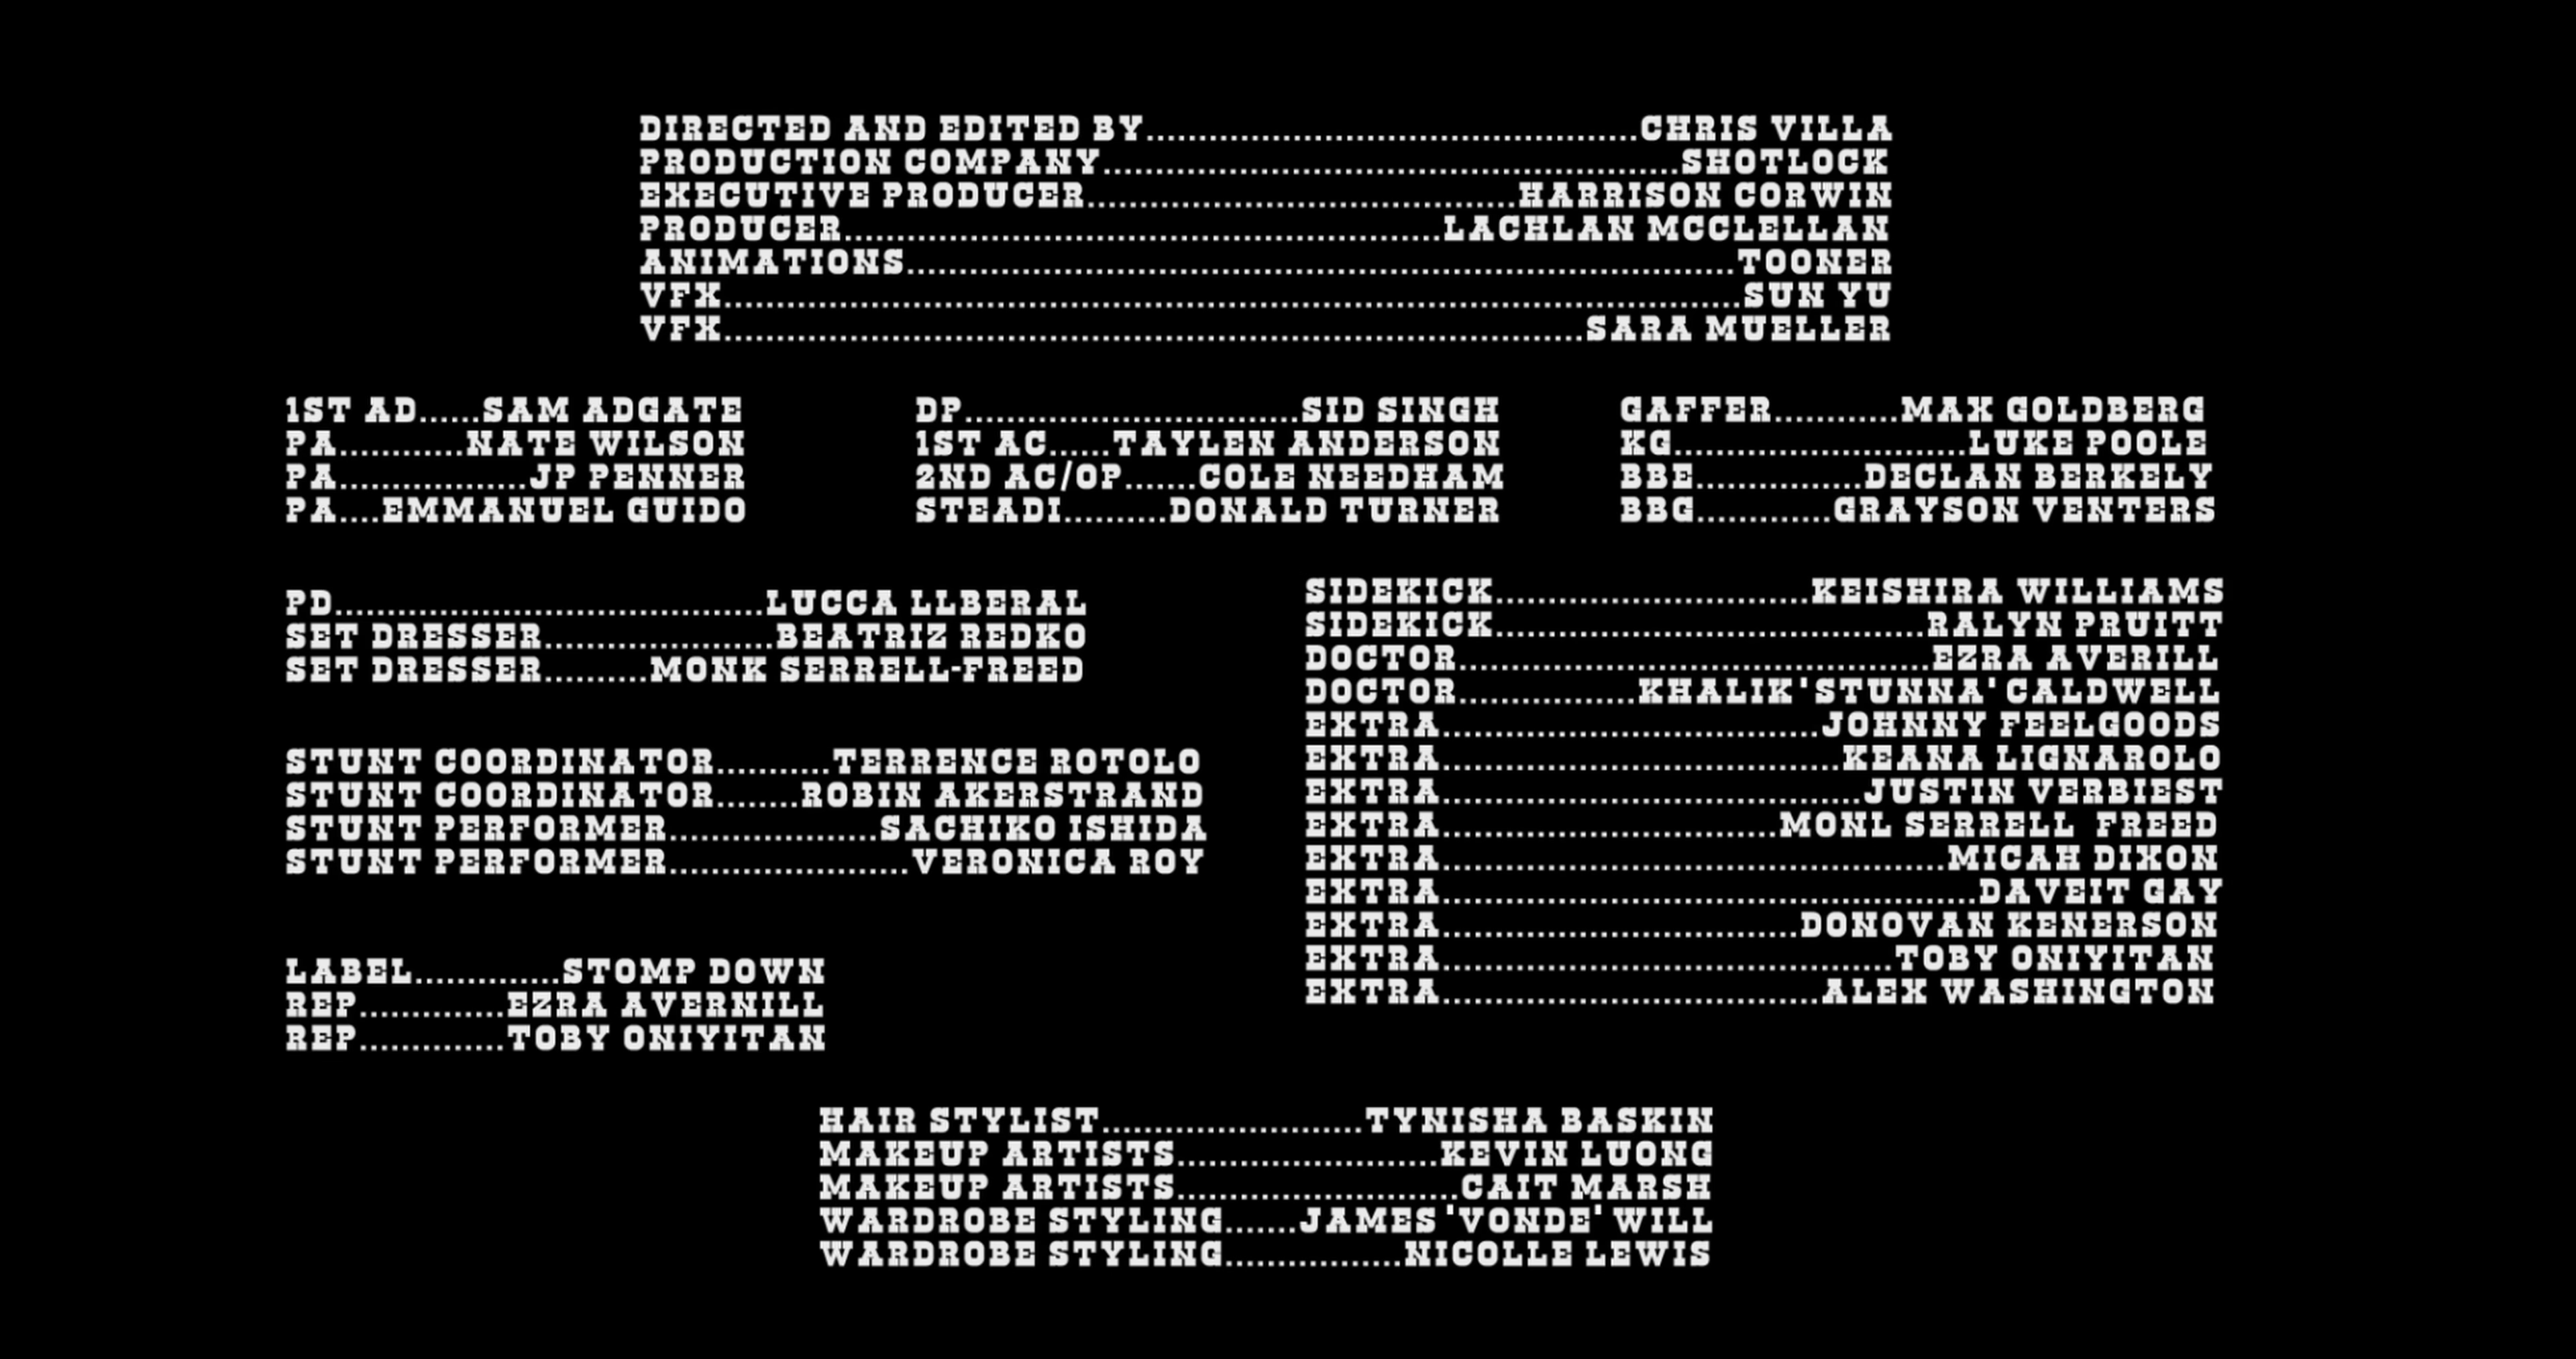 DIRECTED AND EDITED BY...............................................CHRIS VILLA
PRODUCTION COMPANY.......................................................SHOTLOCK
EXECUTIVE PRODUCER.........................................HARRISON CORWIN
PRODUCER.........................................................LACHLAN MCCLELLAN
ANIMATIONS...............................................................................TOONER
VFX.................................................................................................SUN YU
VFX..................................................................................SARA MUELLER
1ST AD......SAM ADGATE
PA............NATE WILSON
PA..................JP PENNER
PA....EMMANUEL GUIDO
DP................................SID SINGH
1ST AC......TAYLEN ANDERSON
2ND AC/OP.......COLE NEEDHAM
STEADI..........DONALD TURNER
GAFFER............MAX GOLDBERG
KG............................LUKE POOLE
BBE................DECLAN BERKELY
BBG.............GRAYSON VENTERS
PD.........................................LUCCA LLBERAL
SET DRESSER......................BEATRIZ REDKO
SET DRESSER..........MONK SERRELL-FREED
STUNT COORDINATOR...........TERRENCE ROTOLO
STUNT COORDINATOR........ROBIN AKERSTRAND
STUNT PERFORMER....................SACHIKO ISHIDA
STUNT PERFORMER.......................VERONICA ROY
SIDEKICK..............................KEISHIRA WILLIAMS
SIDEKICK.........................................RALYN PRUITT
DOCTOR.............................................EZRA AVERILL
DOCTOR.................KHALIK'STUNNA'CALDWELL
EXTRA....................................JOHNNY FEELGOODS
EXTRA......................................KEANA LIGNAROLO
EXTRA........................................JUSTIN VERBIEST
EXTRA................................MONL SERRELL  FREED
EXTRA................................................MICAH DIXON
EXTRA...................................................DAVEIT GAY
EXTRA..................................DONOVAN KENERSON
EXTRA...........................................TOBY ONIYITAN
EXTRA....................................ALEX WASHINGTON
LABEL..............STOMP DOWN
REP..............EZRA AVERNILL
REP..............TOBY ONIYITAN
HAIR STYLIST.........................TYNISHA BASKIN
MAKEUP ARTISTS.........................KEVIN LUONG
MAKEUP ARTISTS...........................CAIT MARSH
WARDROBE STYLING.......JAMES 'VONDE' WILL
WARDROBE STYLING.................NICOLLE LEWIS